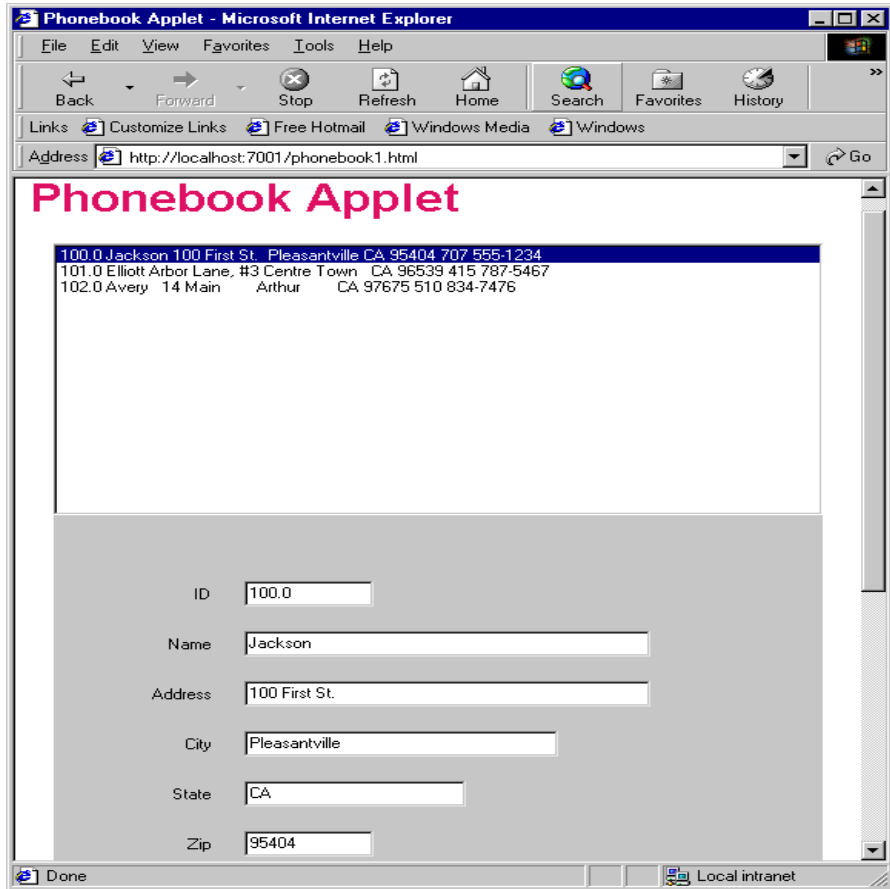 Phonebook Applet - Microsoft Internet Explorer
File Edit View Favorites Tools Help
Back Forward Stop Refresh Home Search Favorites History »
Links Customize Links Free Hotmail Windows Media Windows
Address http://localhost:7001/phonebook1.html Go
Phonebook Applet
100.0 Jackson 100 First St. Pleasantville CA 95404 707 555-1234
101.0 Elliott Arbor Lane, #3 Centre Town CA 96539 415 787-5467
102.0 Avery 14 Main Arthur CA 97675 510 834-7476
ID 100.0
Name Jackson
Address 100 First St.
City Pleasantville
State CA
Zip 95404
Done Local intranet